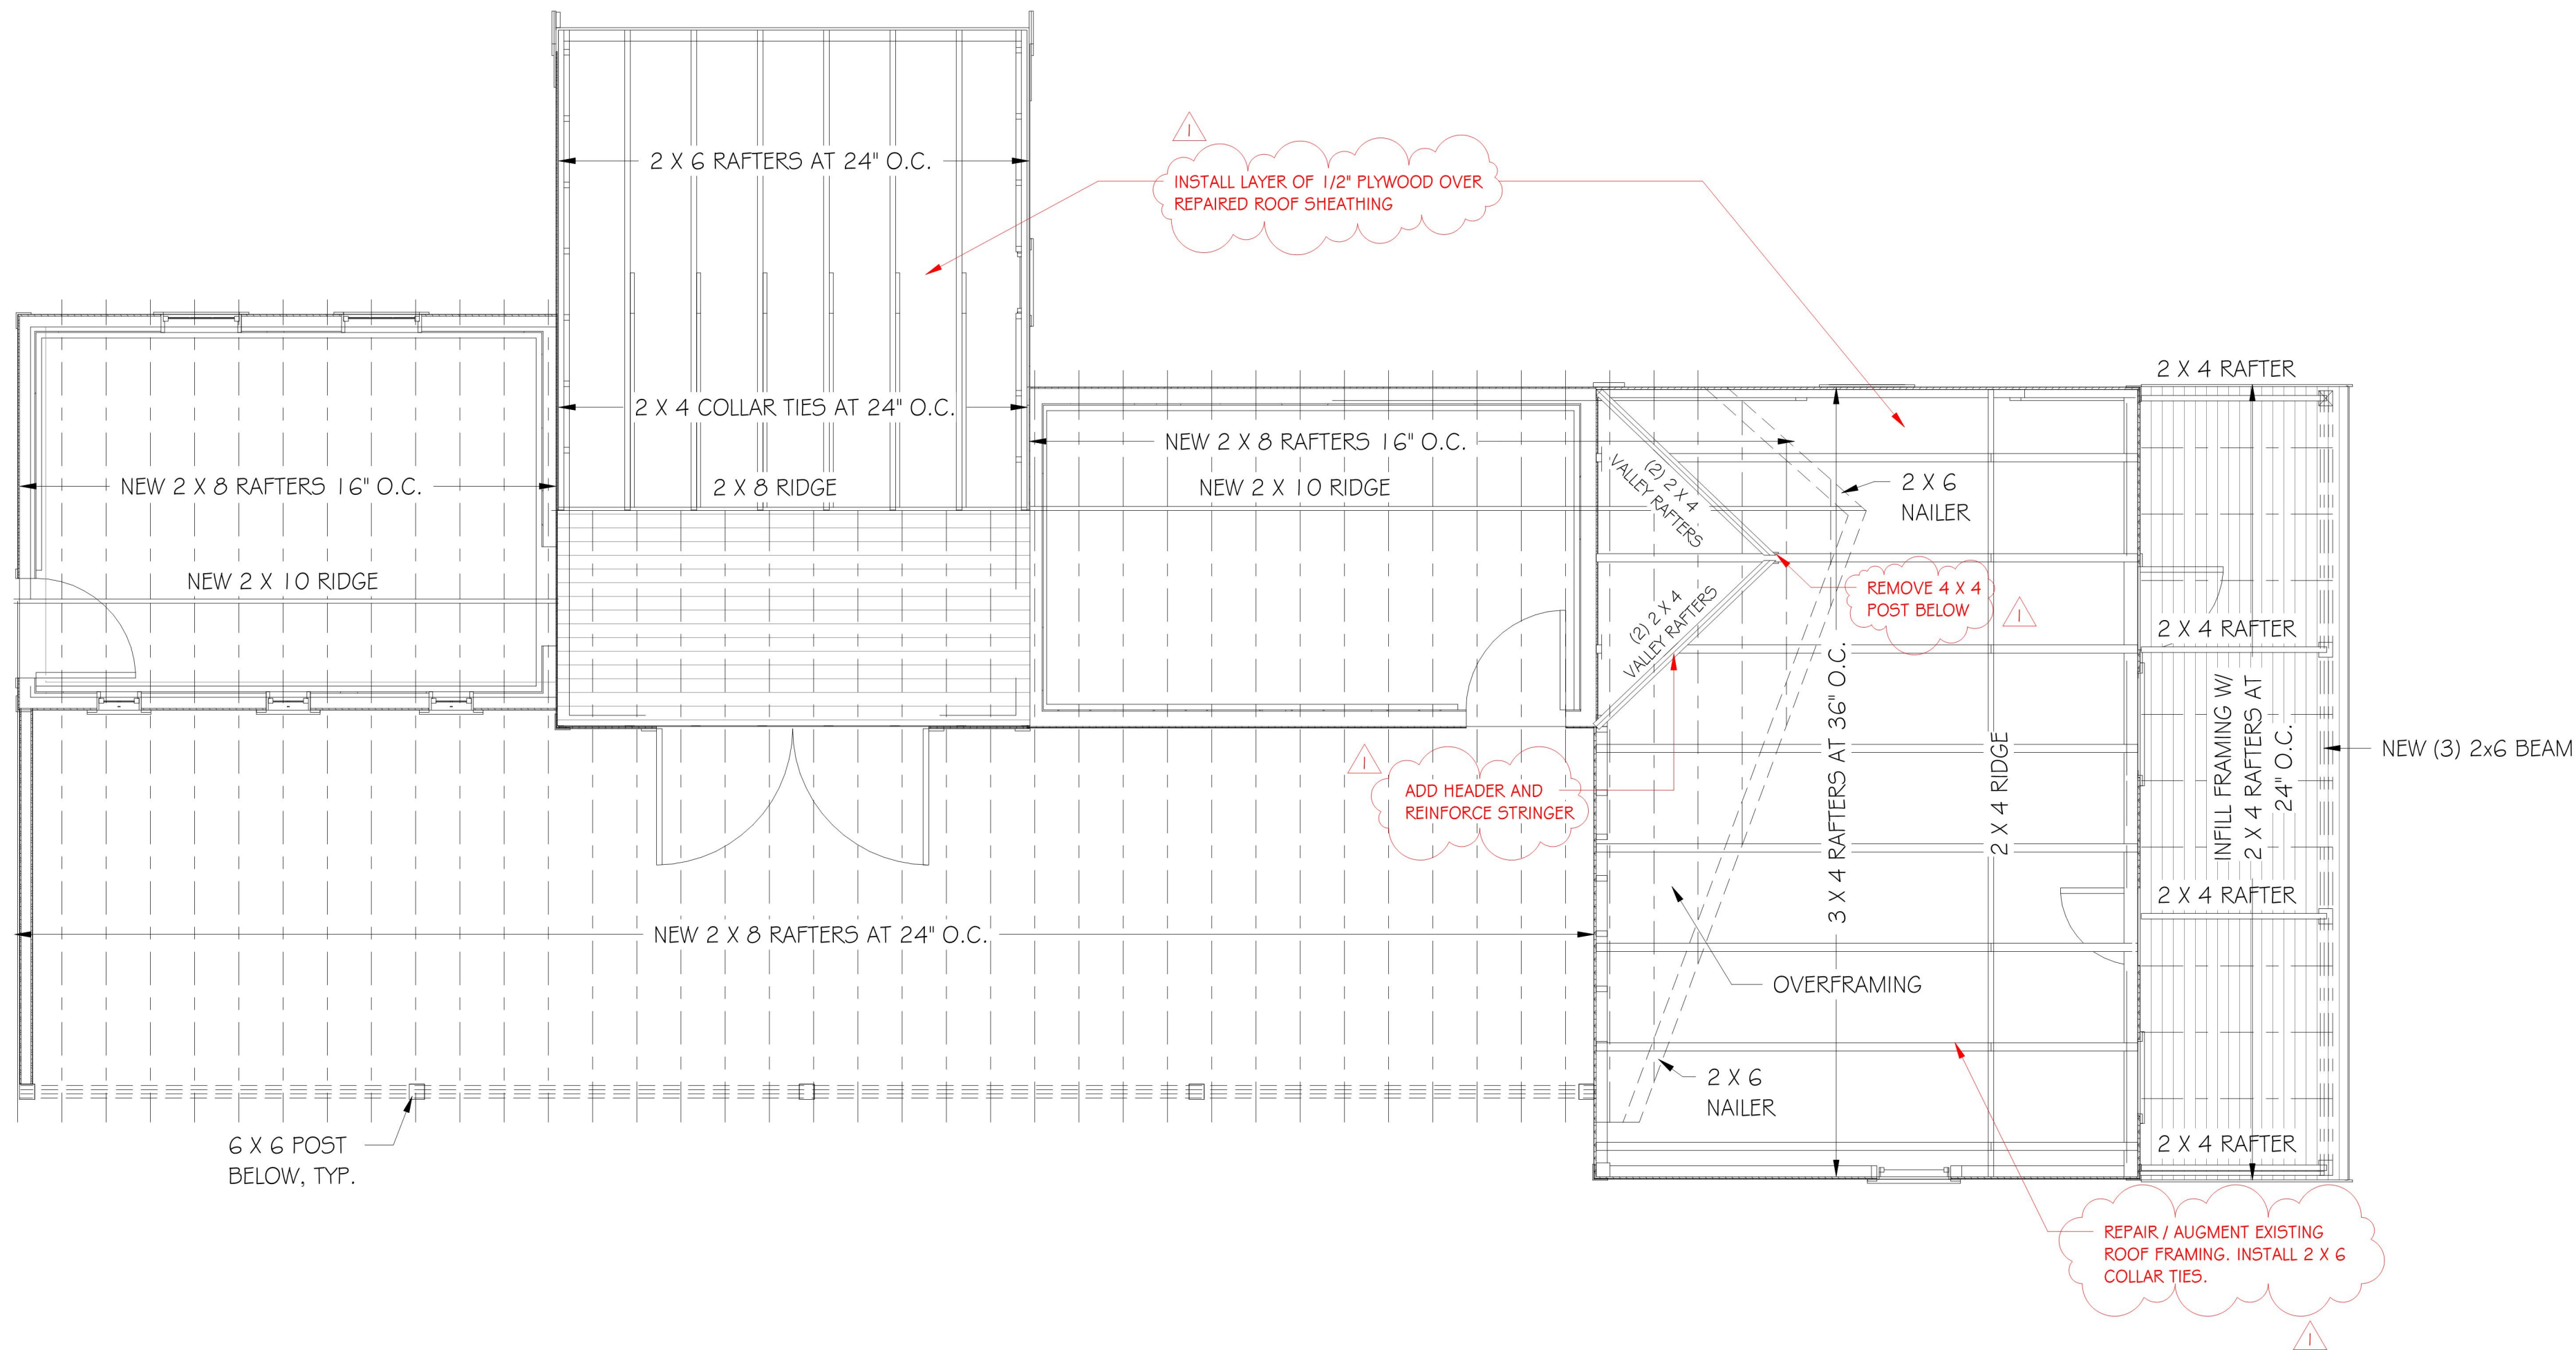 1
INSTALL LAYER OF 1/2" PLYWOOD OVER
REPAIRED ROOF SHEATHING
2 X 6 RAFTERS AT 24" O.C.
2 X 4 COLLAR TIES AT 24" O.C.
2 X 8 RIDGE
NEW 2 X 8 RAFTERS 16" O.C.
NEW 2 X 10 RIDGE
NEW 2 X 8 RAFTERS 16" O.C.
NEW 2 X 10 RIDGE
(2) 2 X 4
VALLEY RAFTERS
(2) 2 X 4
VALLEY RAFTERS
2 X 6
NAILER
REMOVE 4 X 4
POST BELOW
1
3 X 4 RAFTERS AT 36" O.C.
2 X 4 RIDGE
2 X 4 RAFTER
2 X 4 RAFTER
INFILL FRAMING W/
2 X 4 RAFTERS AT
24" O.C.
NEW (3) 2x6 BEAM
2 X 4 RAFTER
2 X 4 RAFTER
1
ADD HEADER AND
REINFORCE STRINGER
NEW 2 X 8 RAFTERS AT 24" O.C.
OVERFRAMING
2 X 6
NAILER
6 X 6 POST
BELOW, TYP.
REPAIR / AUGMENT EXISTING
ROOF FRAMING. INSTALL 2 X 6
COLLAR TIES.
1